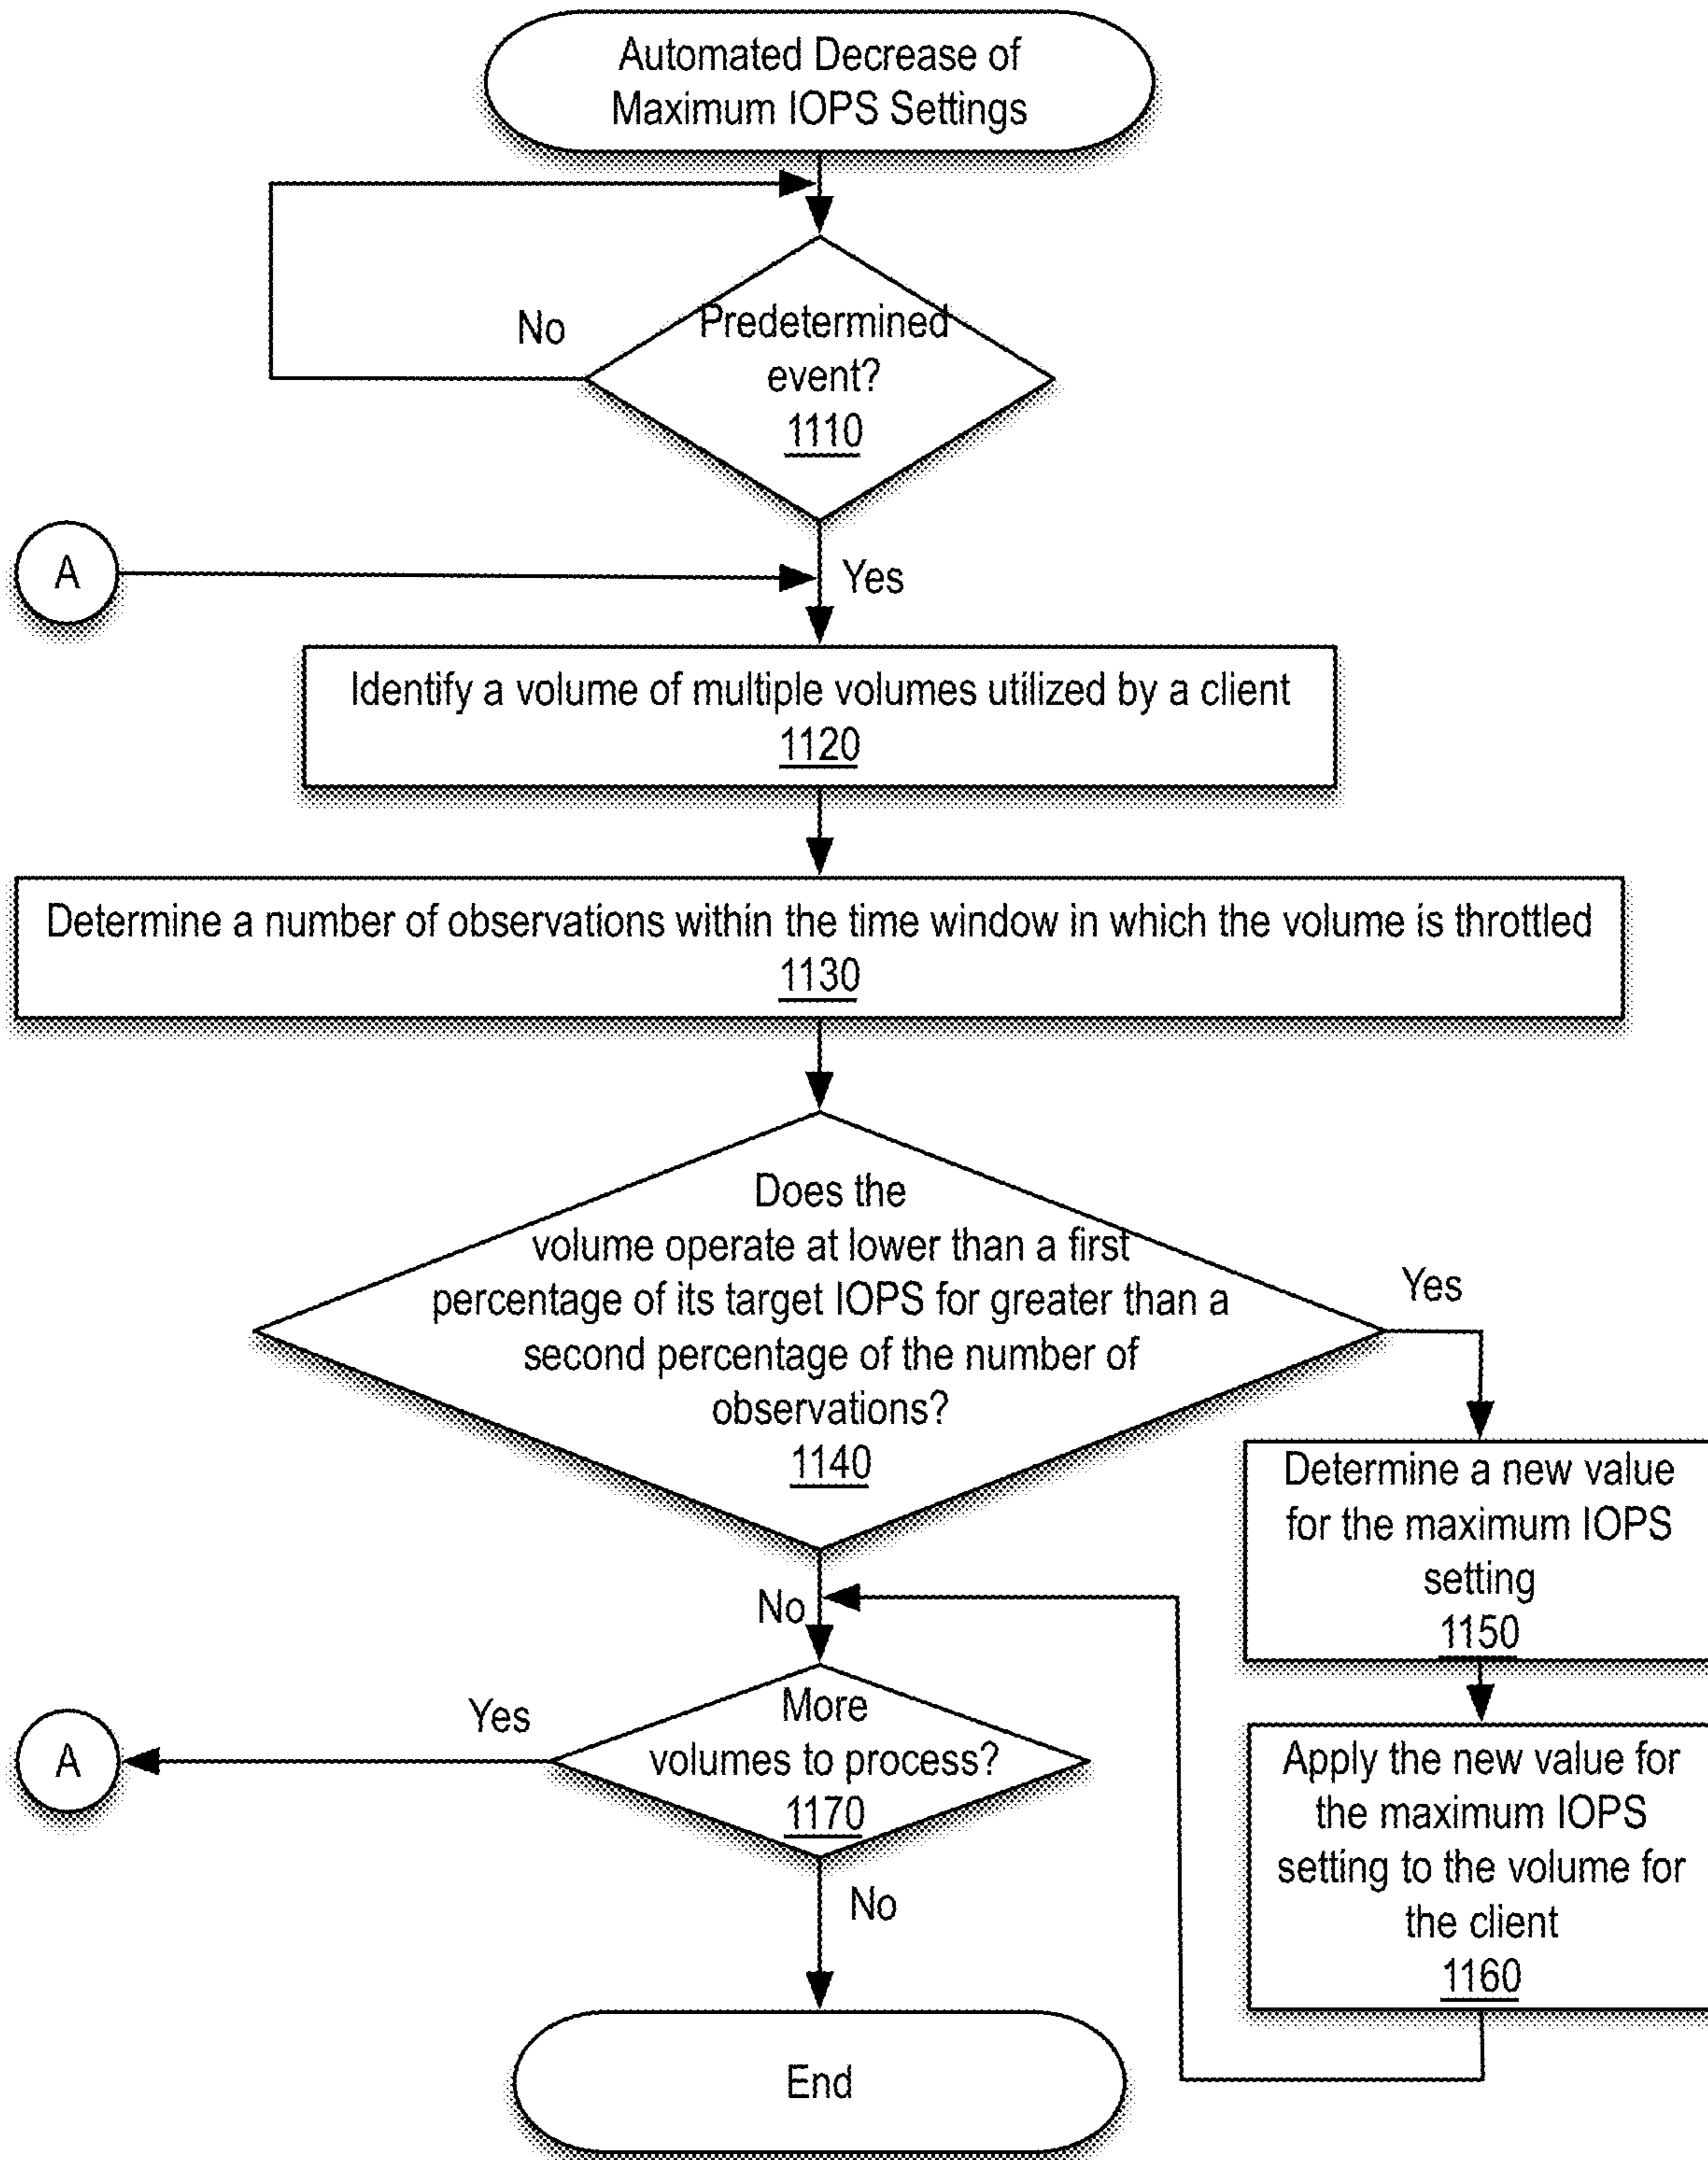 Automated Decrease of
Maximum IOPS Settings
No
Predetermined
event?
1110
A
Yes
Identify a volume of multiple volumes utilized by a client
1120
Determine a number of observations within the time window in which the volume is throttled
1130
Does the
volume operate at lower than a first
percentage of its target IOPS for greater than a
second percentage of the number of
observations?
1140
Yes
Determine a new value
for the maximum IOPS
setting
1150
No
More
volumes to process?
1170
Yes
A
Apply the new value for
the maximum IOPS
setting to the volume for
the client
1160
No
End